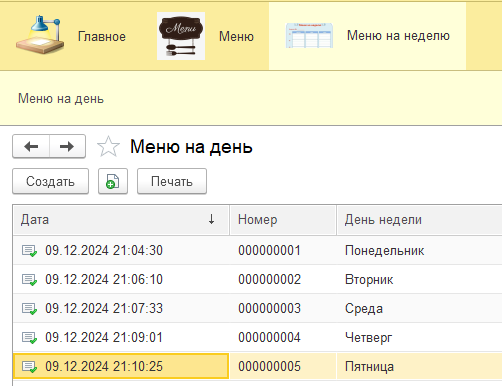 Главное Menu Меню Меню на неделю
Меню на день
Меню на день
Создать Печать
Дата Номер День недели
09.12.2024 21:04:30 000000001 Понедельник
09.12.2024 21:06:10 000000002 Вторник
09.12.2024 21:07:33 000000003 Среда
09.12.2024 21:09:01 000000004 Четверг
09.12.2024 21:10:25 000000005 Пятница